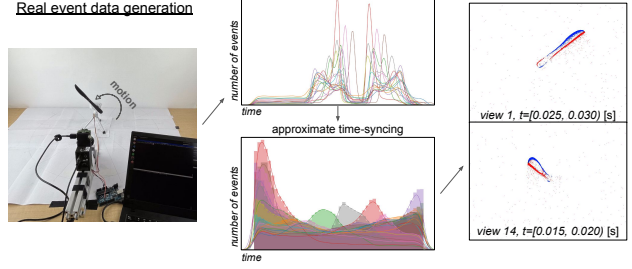 Real event data generation
motion
number of events
time
approximate time-syncing
number of events
time
view 1, t=[0.025, 0.030) [s]
view 14, t=[0.015, 0.020) [s]